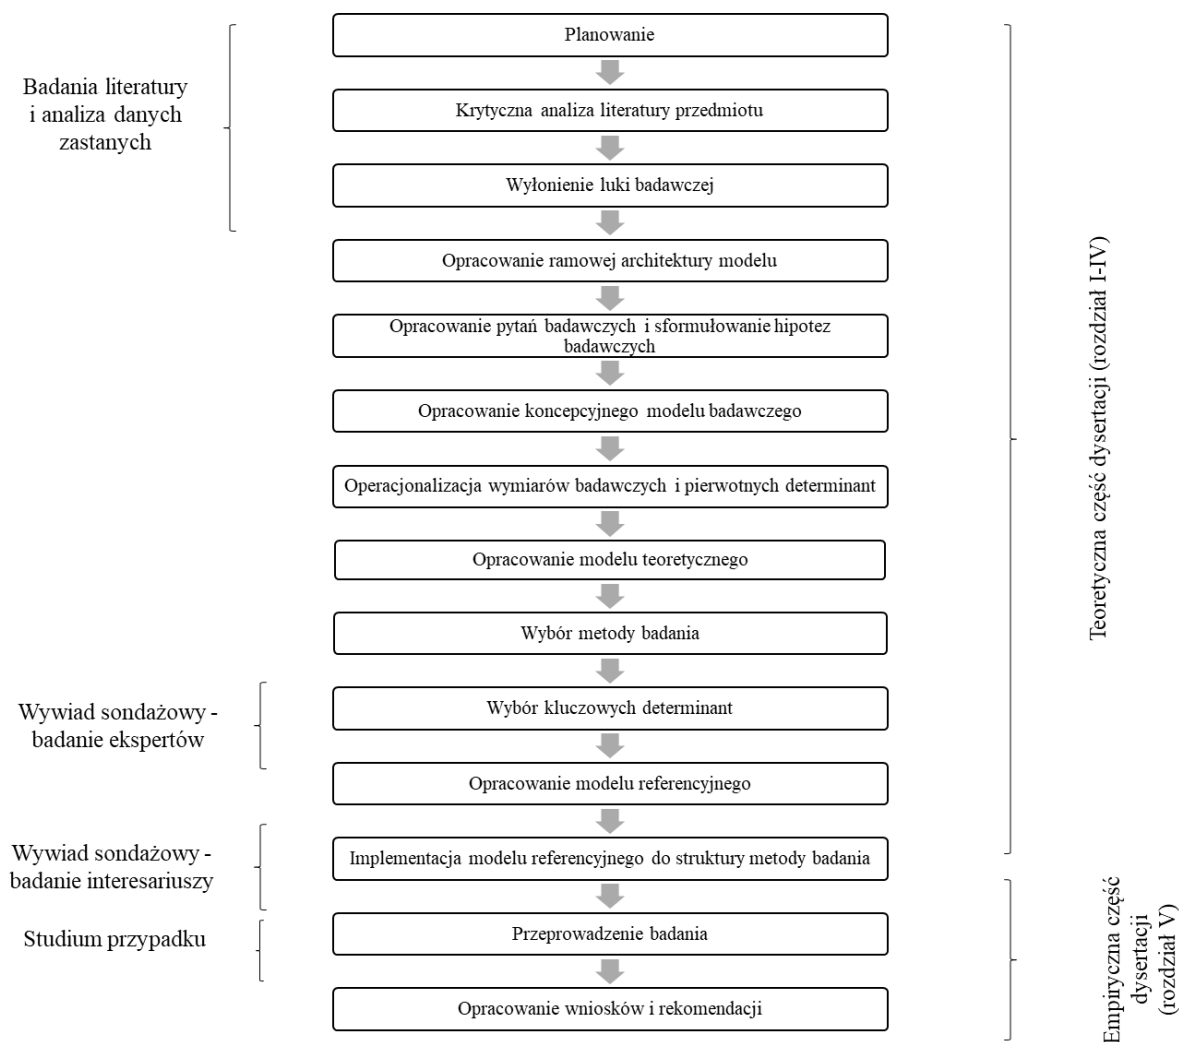 Planowanie
Badania literatury
i analiza danych
zastanych
Krytyczna analiza literatury przedmiotu
Wyłonienie luki badawczej
Opracowanie ramowej architektury modelu
Opracowanie pytań badawczych i sformułowanie hipotez
badawczych
Opracowanie koncepcyjnego modelu badawczego
Operacjonalizacja wymiarów badawczych i pierwotnych determinant
Opracowanie modelu teoretycznego
Wybór metody badania
Wywiad sondażowy -
badanie ekspertów
Wybór kluczowych determinant
Opracowanie modelu referencyjnego
Wywiad sondażowy -
badanie interesariuszy
Implementacja modelu referencyjnego do struktury metody badania
Studium przypadku
Przeprowadzenie badania
Opracowanie wniosków i rekomendacji
Teoretyczna część dysertacji (rozdział I-IV)
Empiryczna część
dysertacji
(rozdział V)